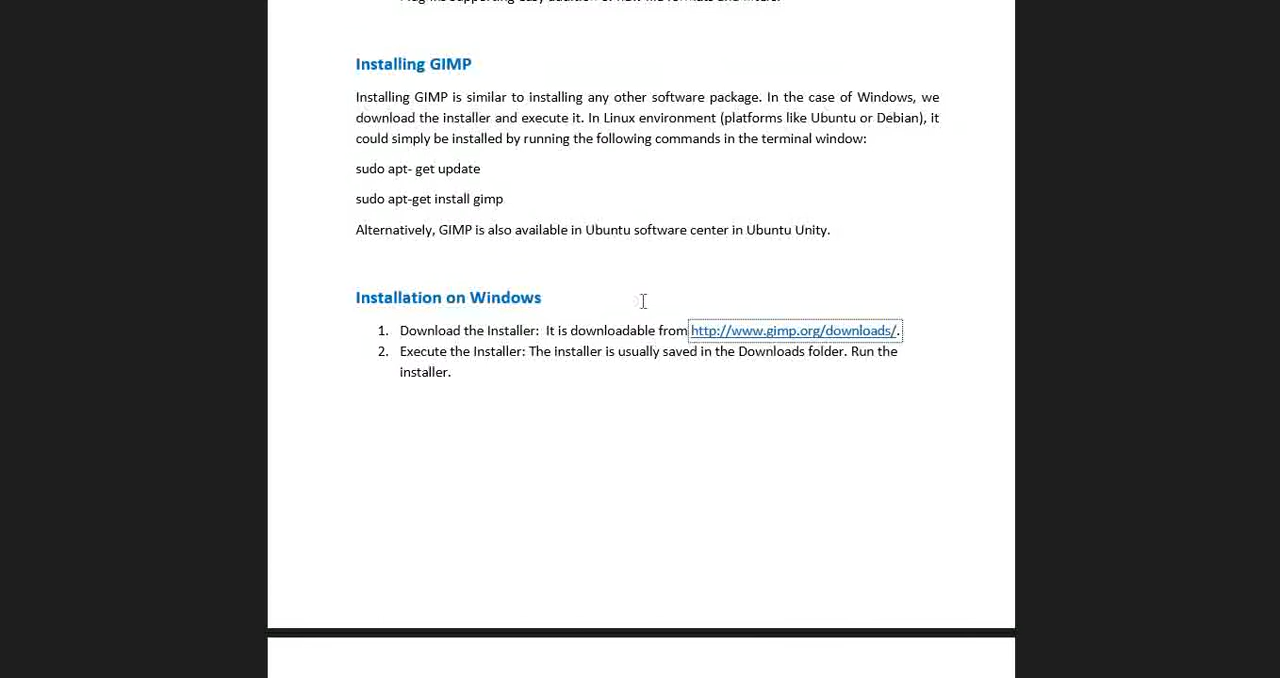 Installing GIMP
Installing GIMP is similar to installing any other software package. In the case of Windows, we
download the installer and execute it. In Linux environment (platforms like Ubuntu or Debian), it
could simply be installed by running the following commands in the terminal window:
sudo apt- get update
sudo apt-get install gimp
Alternatively, GIMP is also available in Ubuntu software center in Ubuntu Unity.
Installation on Windows
1. Download the Installer: It is downloadable from http://www.gimp.org/downloads/.
2. Execute the Installer: The installer is usually saved in the Downloads folder. Run the
installer.